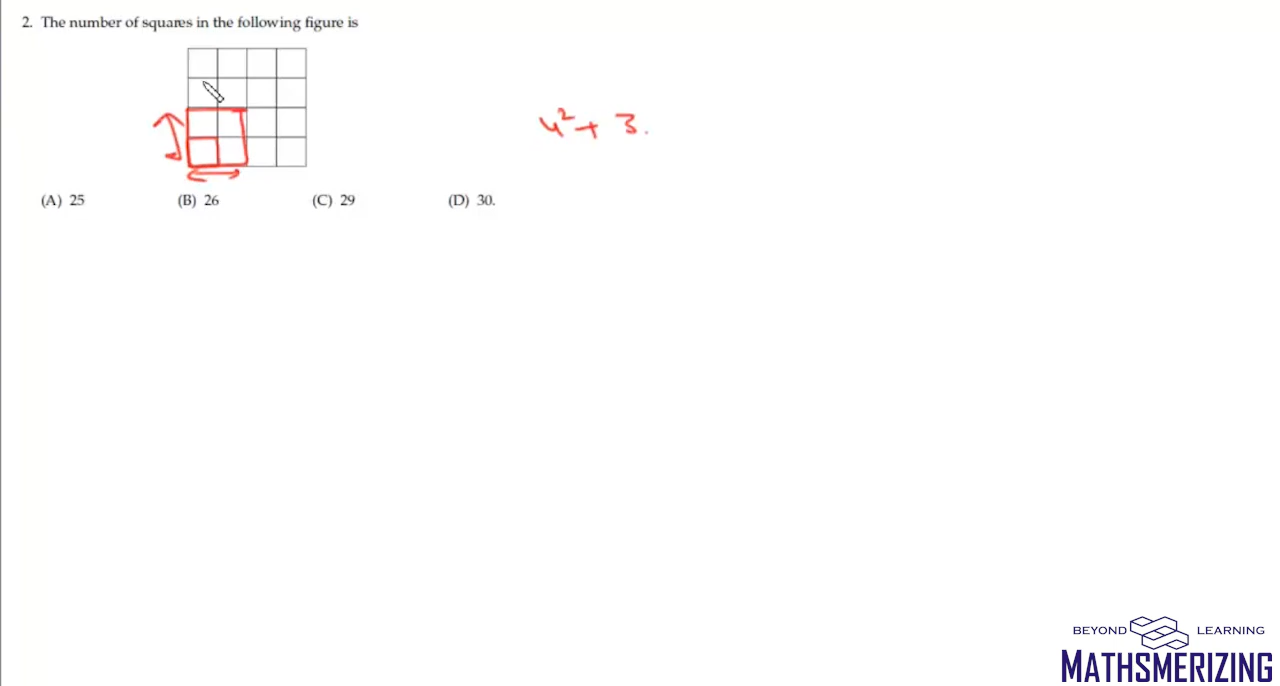 2. The number of squares in the following figure is
4² + 3.
(A) 25 (B) 26 (C) 29 (D) 30.
BEYOND LEARNING
MATHSMERIZING